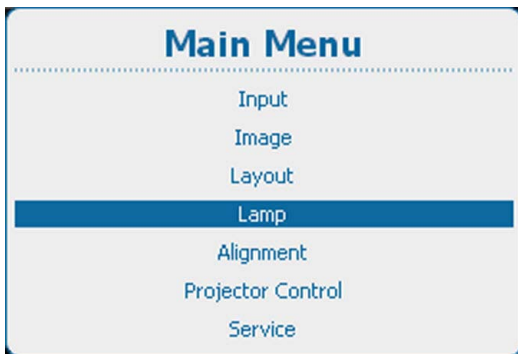 Main Menu
Input
Image
Layout
Lamp
Alignment
Projector Control
Service